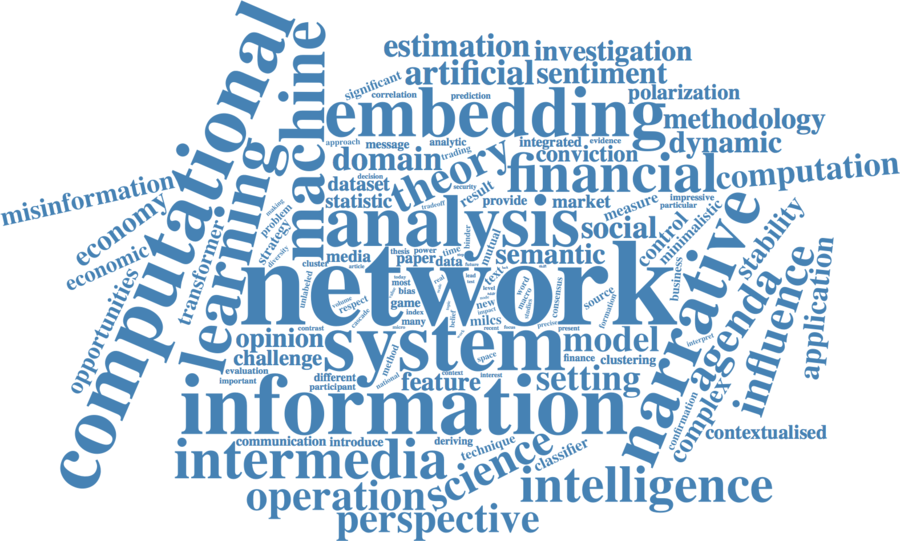 computational
machine
learning
misinformation
economy
economic
opportunities
transformer
strategy
problem
making
diversity
estimation
investigation
significant
artificial
sentiment
correlation
prediction
polarization
embedding
methodology
approach
message
analytic
integrated
evidence
dynamic
domain
trading
conviction
theory
decision
dataset
security
financial
computation
statistic
tradeoff
result
provide
market
measure
impressive
particular
analysis
binder
mutual
social
control
minimalistic
media
thesis
power
time
semantic
cluster
article
paper
data
text
network
unlabeled
today
most
bias
real
level
word
macro
consensus
source
business
volume
respect
game
index
new
impact
studies
formation
cascade
many
belief
milcs
contrast
micro
recent
focus
precise
present
opinion
system
model
interpret
challenge
method
space
finance
clustering
evaluation
important
different
participant
national
context
interest
feature
setting
information
narrative
agenda
stability
influence
application
confirmation
complex
contextualised
communication
introduce
deriving
intermedia
technique
classifier
science
operations
intelligence
perspective